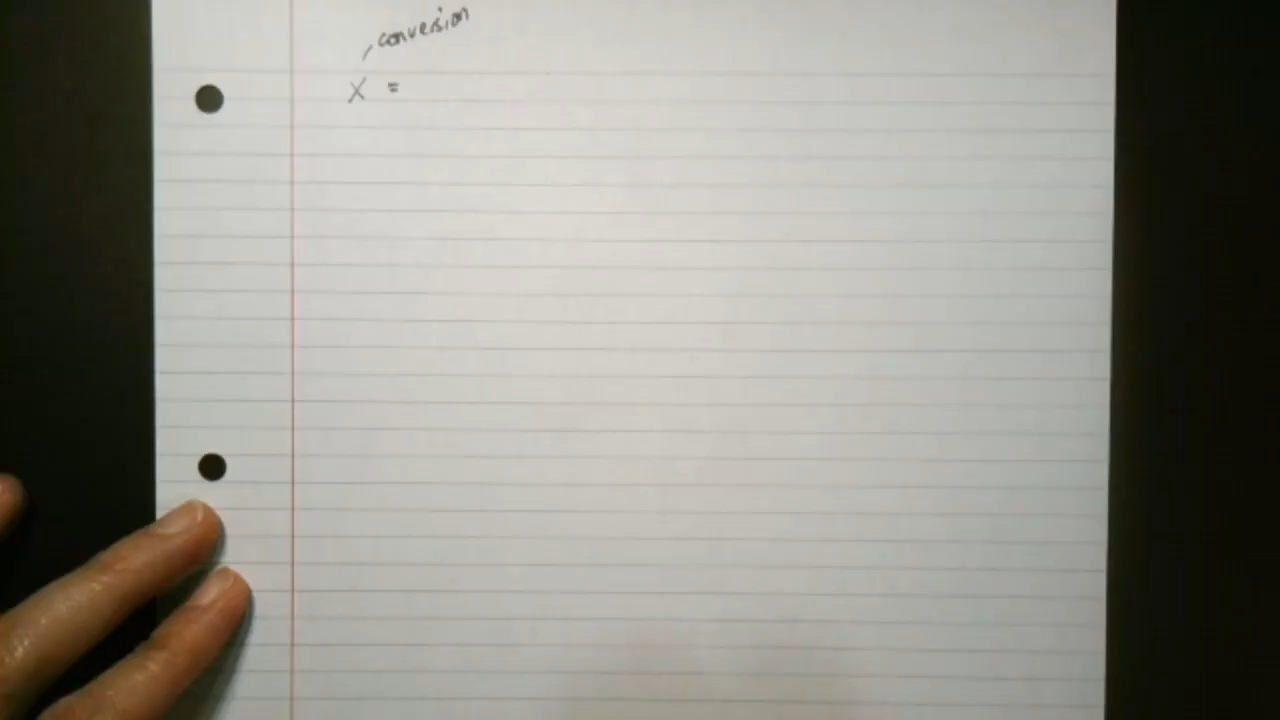 conversion
X =